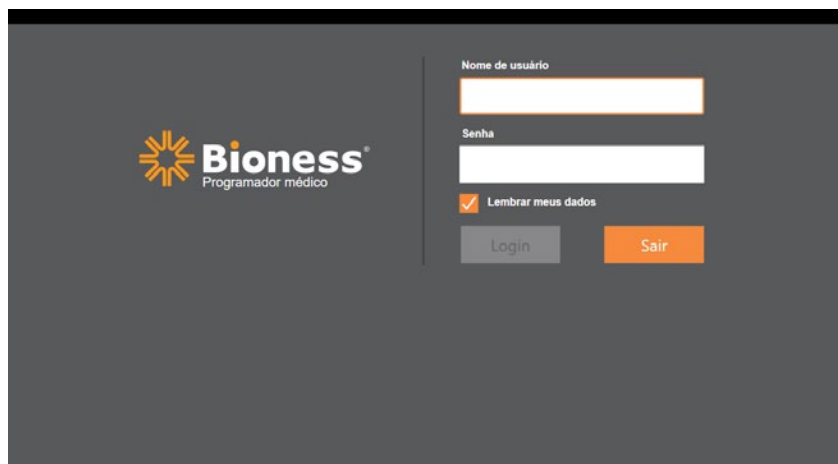 Bioness®
Programador médico
Nome de usuário
Senha
Lembrar meus dados
Login
Sair